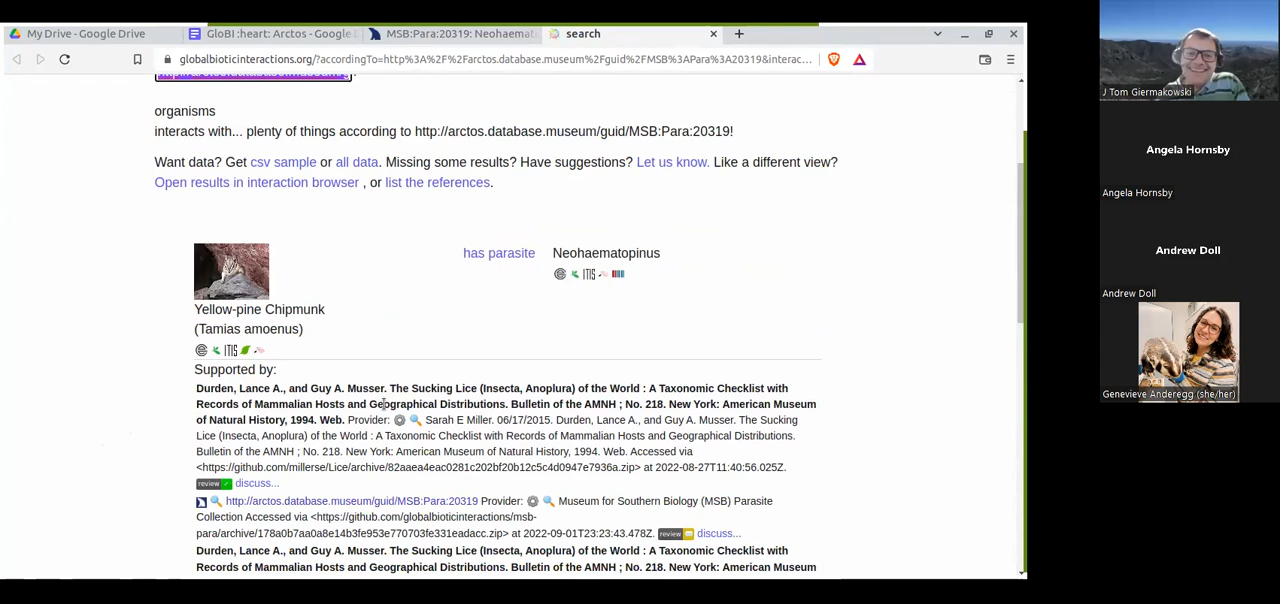 My Drive - Google Drive
GloBI :heart: Arctos - Google D
MSB:Para:20319: Neohaemat
search
globalbioticinteractions.org/?accordingTo=http%3A%2F%2Farctos.database.museum%2Fguid%2FMSB%3APara%3A20319&interac...
organisms
interacts with... plenty of things according to http://arctos.database.museum/guid/MSB:Para:20319!
Want data? Get csv sample or all data. Missing some results? Have suggestions? Let us know. Like a different view?
Open results in interaction browser , or list the references.
has parasite
Neohaematopinus
ITIS
Yellow-pine Chipmunk
(Tamias amoenus)
ITIS
Supported by:
Durden, Lance A., and Guy A. Musser. The Sucking Lice (Insecta, Anoplura) of the World : A Taxonomic Checklist with
Records of Mammalian Hosts and Geographical Distributions. Bulletin of the AMNH ; No. 218. New York: American Museum
of Natural History, 1994. Web. Provider: Sarah E Miller. 06/17/2015. Durden, Lance A., and Guy A. Musser. The Sucking
Lice (Insecta, Anoplura) of the World : A Taxonomic Checklist with Records of Mammalian Hosts and Geographical Distributions.
Bulletin of the AMNH ; No. 218. New York: American Museum of Natural History, 1994. Web. Accessed via
<https://github.com/millerse/Lice/archive/82aaea4eac0281c202bf20b12c5c4d0947e7936a.zip> at 2022-08-27T11:40:56.025Z.
review discuss...
http://arctos.database.museum/guid/MSB:Para:20319 Provider: Museum for Southern Biology (MSB) Parasite
Collection Accessed via <https://github.com/globalbioticinteractions/msb-
para/archive/178a0b7aa0a8e14b3fe953e770703fe331eadacc.zip> at 2022-09-01T23:23:43.478Z. review discuss...
Durden, Lance A., and Guy A. Musser. The Sucking Lice (Insecta, Anoplura) of the World : A Taxonomic Checklist with
Records of Mammalian Hosts and Geographical Distributions. Bulletin of the AMNH ; No. 218. New York: American Museum
J Tom Giermakowski
Angela Hornsby
Angela Hornsby
Andrew Doll
Andrew Doll
Genevieve Anderegg (she/her)